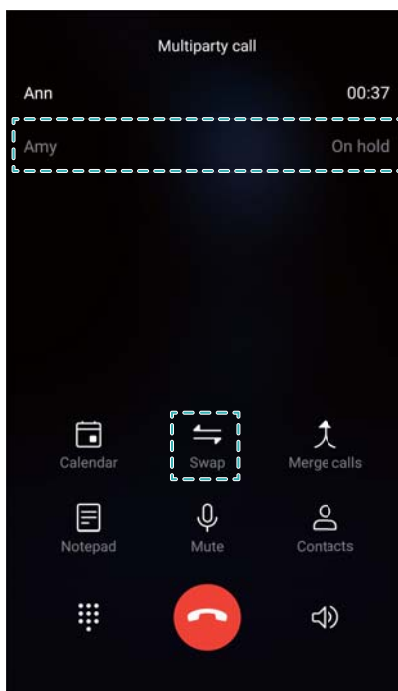 Multiparty call
Ann 00:37
Amy On hold
Calendar Swap Merge calls
Notepad Mute Contacts